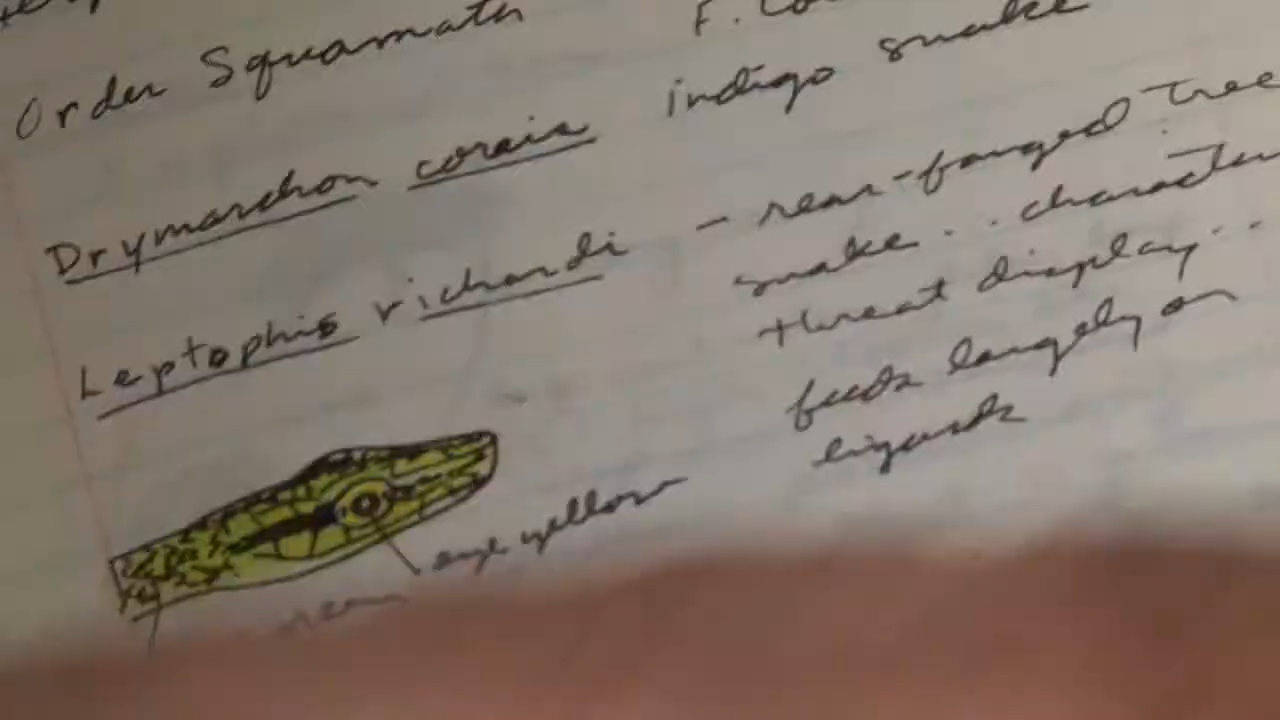 Order Squamata
F.
Drymarchon corais indigo snake
Leptophis richardi - rear-fanged tree
snake.. character
threat display...
feeds largely on
lizards
eye yellow